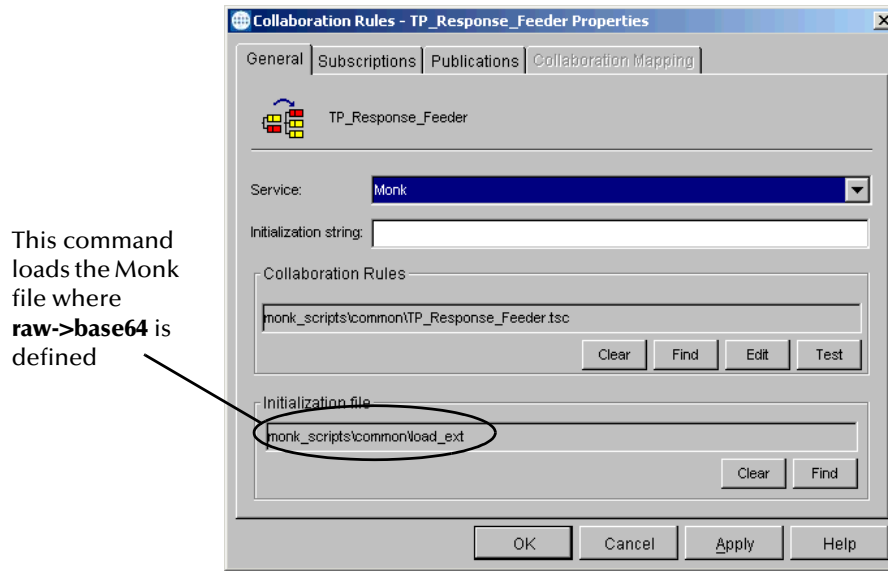 Collaboration Rules - TP_Response_Feeder Properties
General Subscriptions Publications Collaboration Mapping
TP_Response_Feeder
Service: Monk
Initialization string:
Collaboration Rules
monk_scripts\common\TP_Response_Feeder.tsc
Clear Find Edit Test
This command
loads the Monk
file where
raw->base64 is
defined
Initialization file
monk_scripts\common\load_ext
Clear Find
OK Cancel Apply Help